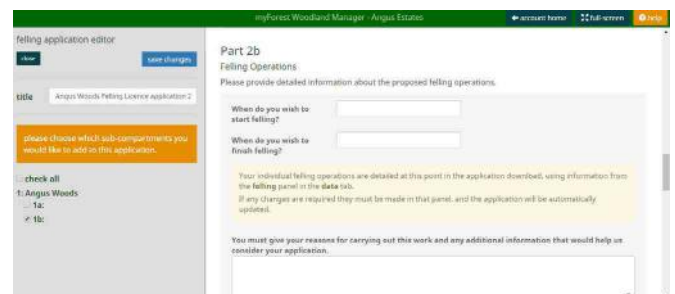 myForest Woodland Manager - Angus Estates
account home
full-screen
help
felling application editor
close
save changes
title
Angus Woods Felling Licence application 2
please choose which sub-compartments you
would like to add to this application.
check all
1: Angus Woods
1a:
1b:
Part 2b
Felling Operations
Please provide detailed information about the proposed felling operations.
When do you wish to
start felling?
When do you wish to
finish felling?
Your individual felling operations are detailed at this point in the application download, using information from
the felling panel in the data tab.
If any changes are required they must be made in that panel, and the application will be automatically
updated.
You must give your reasons for carrying out this work and any additional information that would help us
consider your application.